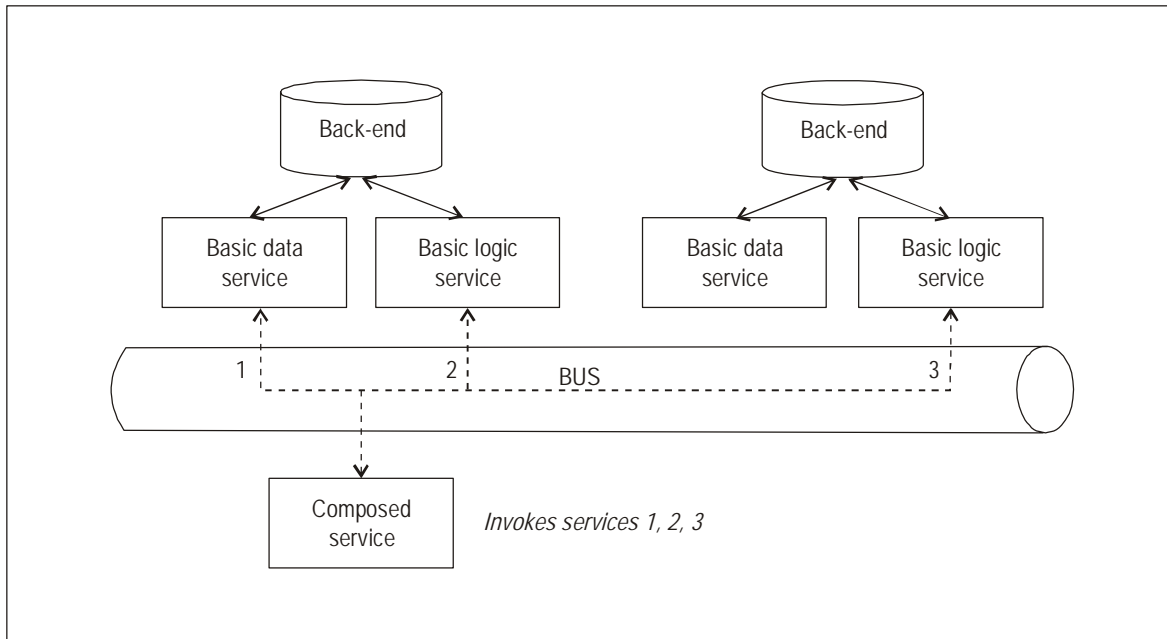 Back-end
Back-end
Basic data
service
Basic logic
service
Basic data
service
Basic logic
service
1
2
BUS
3
Composed
service
Invokes services 1, 2, 3